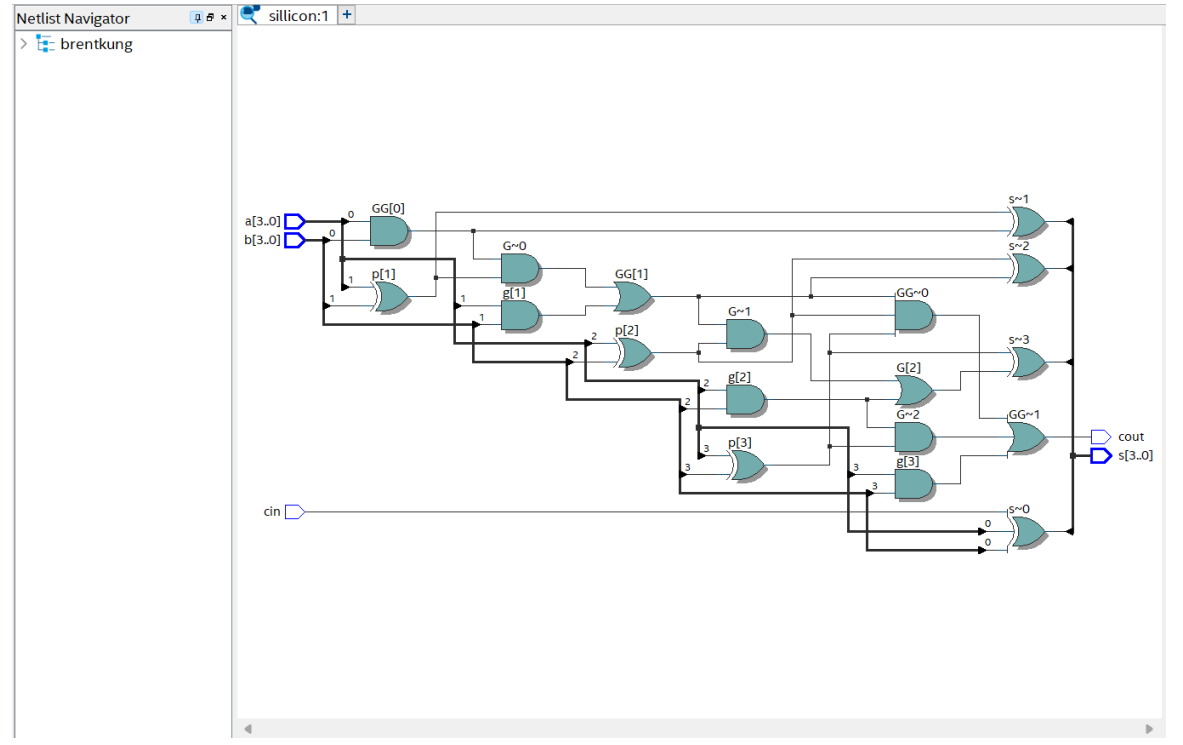 Netlist Navigator
sillicon:1
+
brentkung
s~1
GG[0]
a[3..0]
0
b[3..0]
0
G~0
s~2
p[1]
GG[1]
1
g[1]
GG~0
1
1
G~1
1
p[2]
2
s~3
2
g[2]
G[2]
2
2
G~2
GG~1
p[3]
cout
3
g[3]
s[3..0]
3
3
3
cin
s~0
0
0